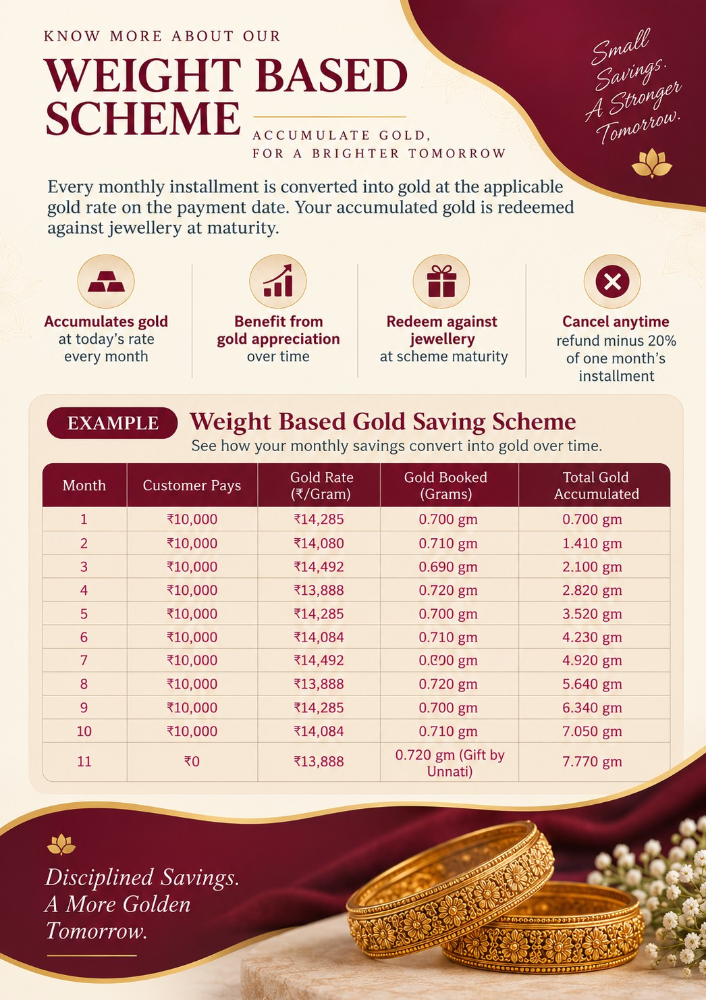 KNOW MORE ABOUT OUR
WEIGHT BASED
SCHEME
ACCUMULATE GOLD,
FOR A BRIGHTER TOMORROW
Small
Savings.
A Stronger
Tomorrow.
Every monthly installment is converted into gold at the applicable
gold rate on the payment date. Your accumulated gold is redeemed
against jewellery at maturity.
Accumulates gold
at today's rate
every month
Benefit from
gold appreciation
over time
Redeem against
jewellery
at scheme maturity
Cancel anytime
refund minus 20%
of one month's
installment
EXAMPLE
Weight Based Gold Saving Scheme
See how your monthly savings convert into gold over time.
Month Customer Pays Gold Rate (₹/Gram) Gold Booked (Grams) Total Gold Accumulated
1 ₹10,000 ₹14,285 0.700 gm 0.700 gm
2 ₹10,000 ₹14,080 0.710 gm 1.410 gm
3 ₹10,000 ₹14,492 0.690 gm 2.100 gm
4 ₹10,000 ₹13,888 0.720 gm 2.820 gm
5 ₹10,000 ₹14,285 0.700 gm 3.520 gm
6 ₹10,000 ₹14,084 0.710 gm 4.230 gm
7 ₹10,000 ₹14,492 gm 4.920 gm
8 ₹10,000 ₹13,888 0.720 gm 5.640 gm
9 ₹10,000 ₹14,285 0.700 gm 6.340 gm
10 ₹10,000 ₹14,084 0.710 gm 7.050 gm
11 ₹0 ₹13,888 0.720 gm (Gift by Unnati) 7.770 gm
Disciplined Savings.
A More Golden
Tomorrow.